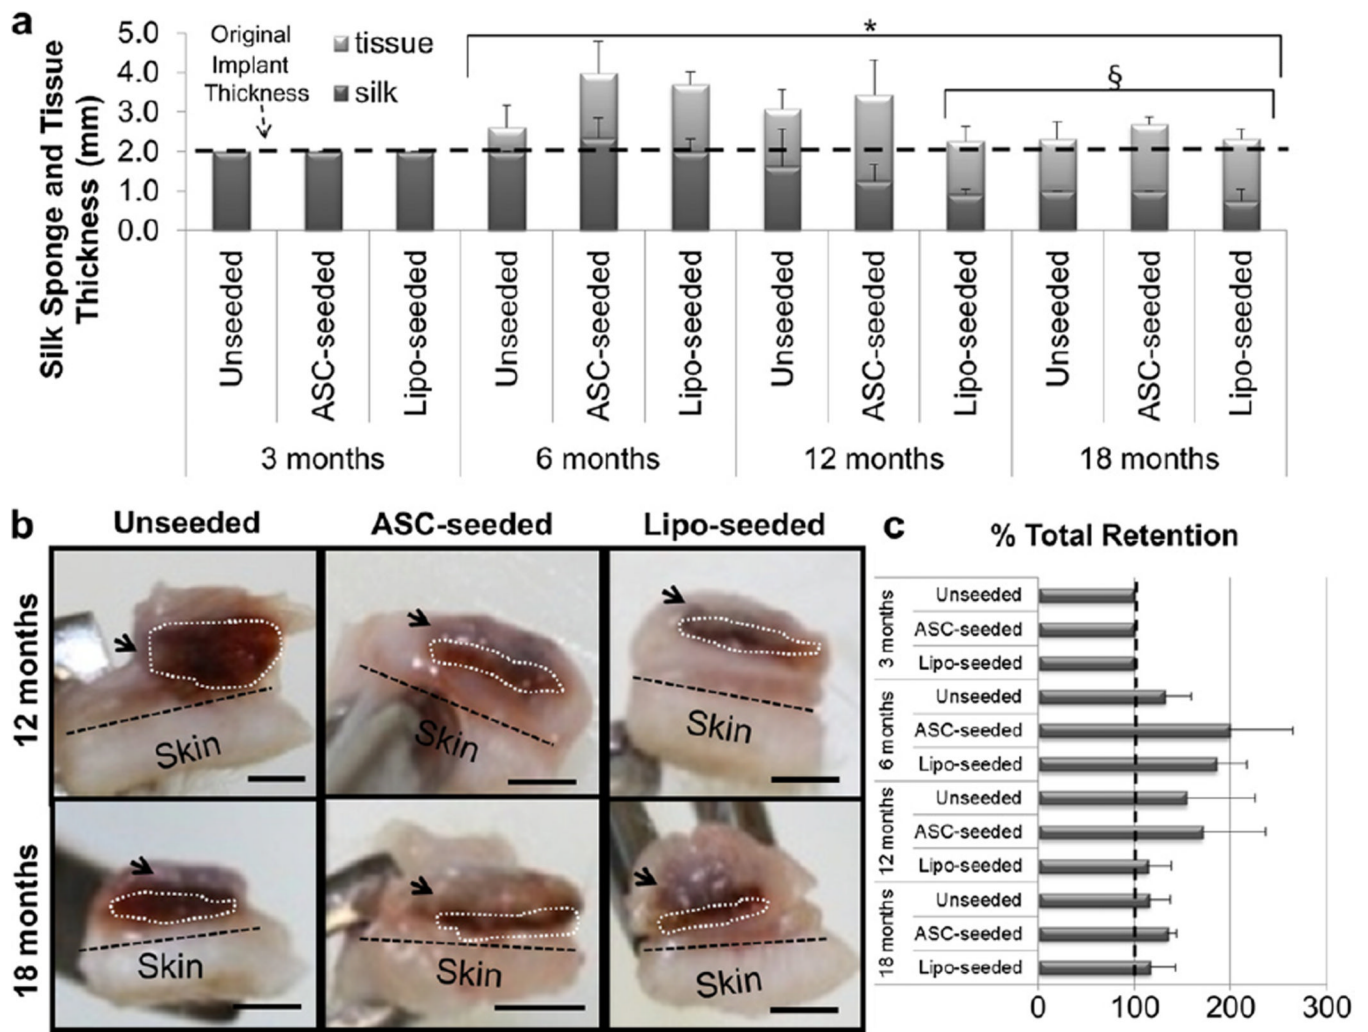 a
Silk Sponge and Tissue
Thickness (mm)
5.0
4.0
3.0
2.0
1.0
0.0
Original
Implant
Thickness
tissue
silk
*
§
Unseeded
ASC-seeded
Lipo-seeded
Unseeded
ASC-seeded
Lipo-seeded
Unseeded
ASC-seeded
Lipo-seeded
Unseeded
ASC-seeded
Lipo-seeded
3 months
6 months
12 months
18 months
b
Unseeded
ASC-seeded
Lipo-seeded
12 months
Skin
Skin
Skin
18 months
Skin
Skin
Skin
c
% Total Retention
3 months
Unseeded
ASC-seeded
Lipo-seeded
6 months
Unseeded
ASC-seeded
Lipo-seeded
12 months
Unseeded
ASC-seeded
Lipo-seeded
18 months
Unseeded
ASC-seeded
Lipo-seeded
0
100
200
300